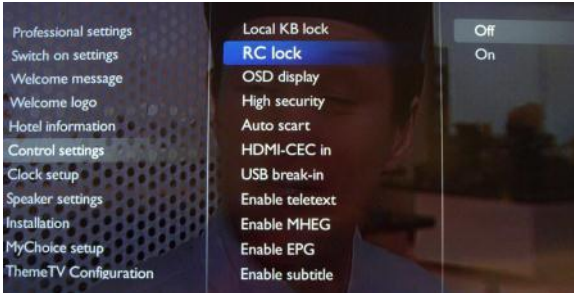 Professional settings
Switch on settings
Welcome message
Welcome logo
Hotel information
Control settings
Clock setup
Speaker settings
Installation
MyChoice setup
ThemeTV Configuration
Local KB lock
RC lock
OSD display
High security
Auto scart
HDMI-CEC in
USB break-in
Enable teletext
Enable MHEG
Enable EPG
Enable subtitle
Off
On